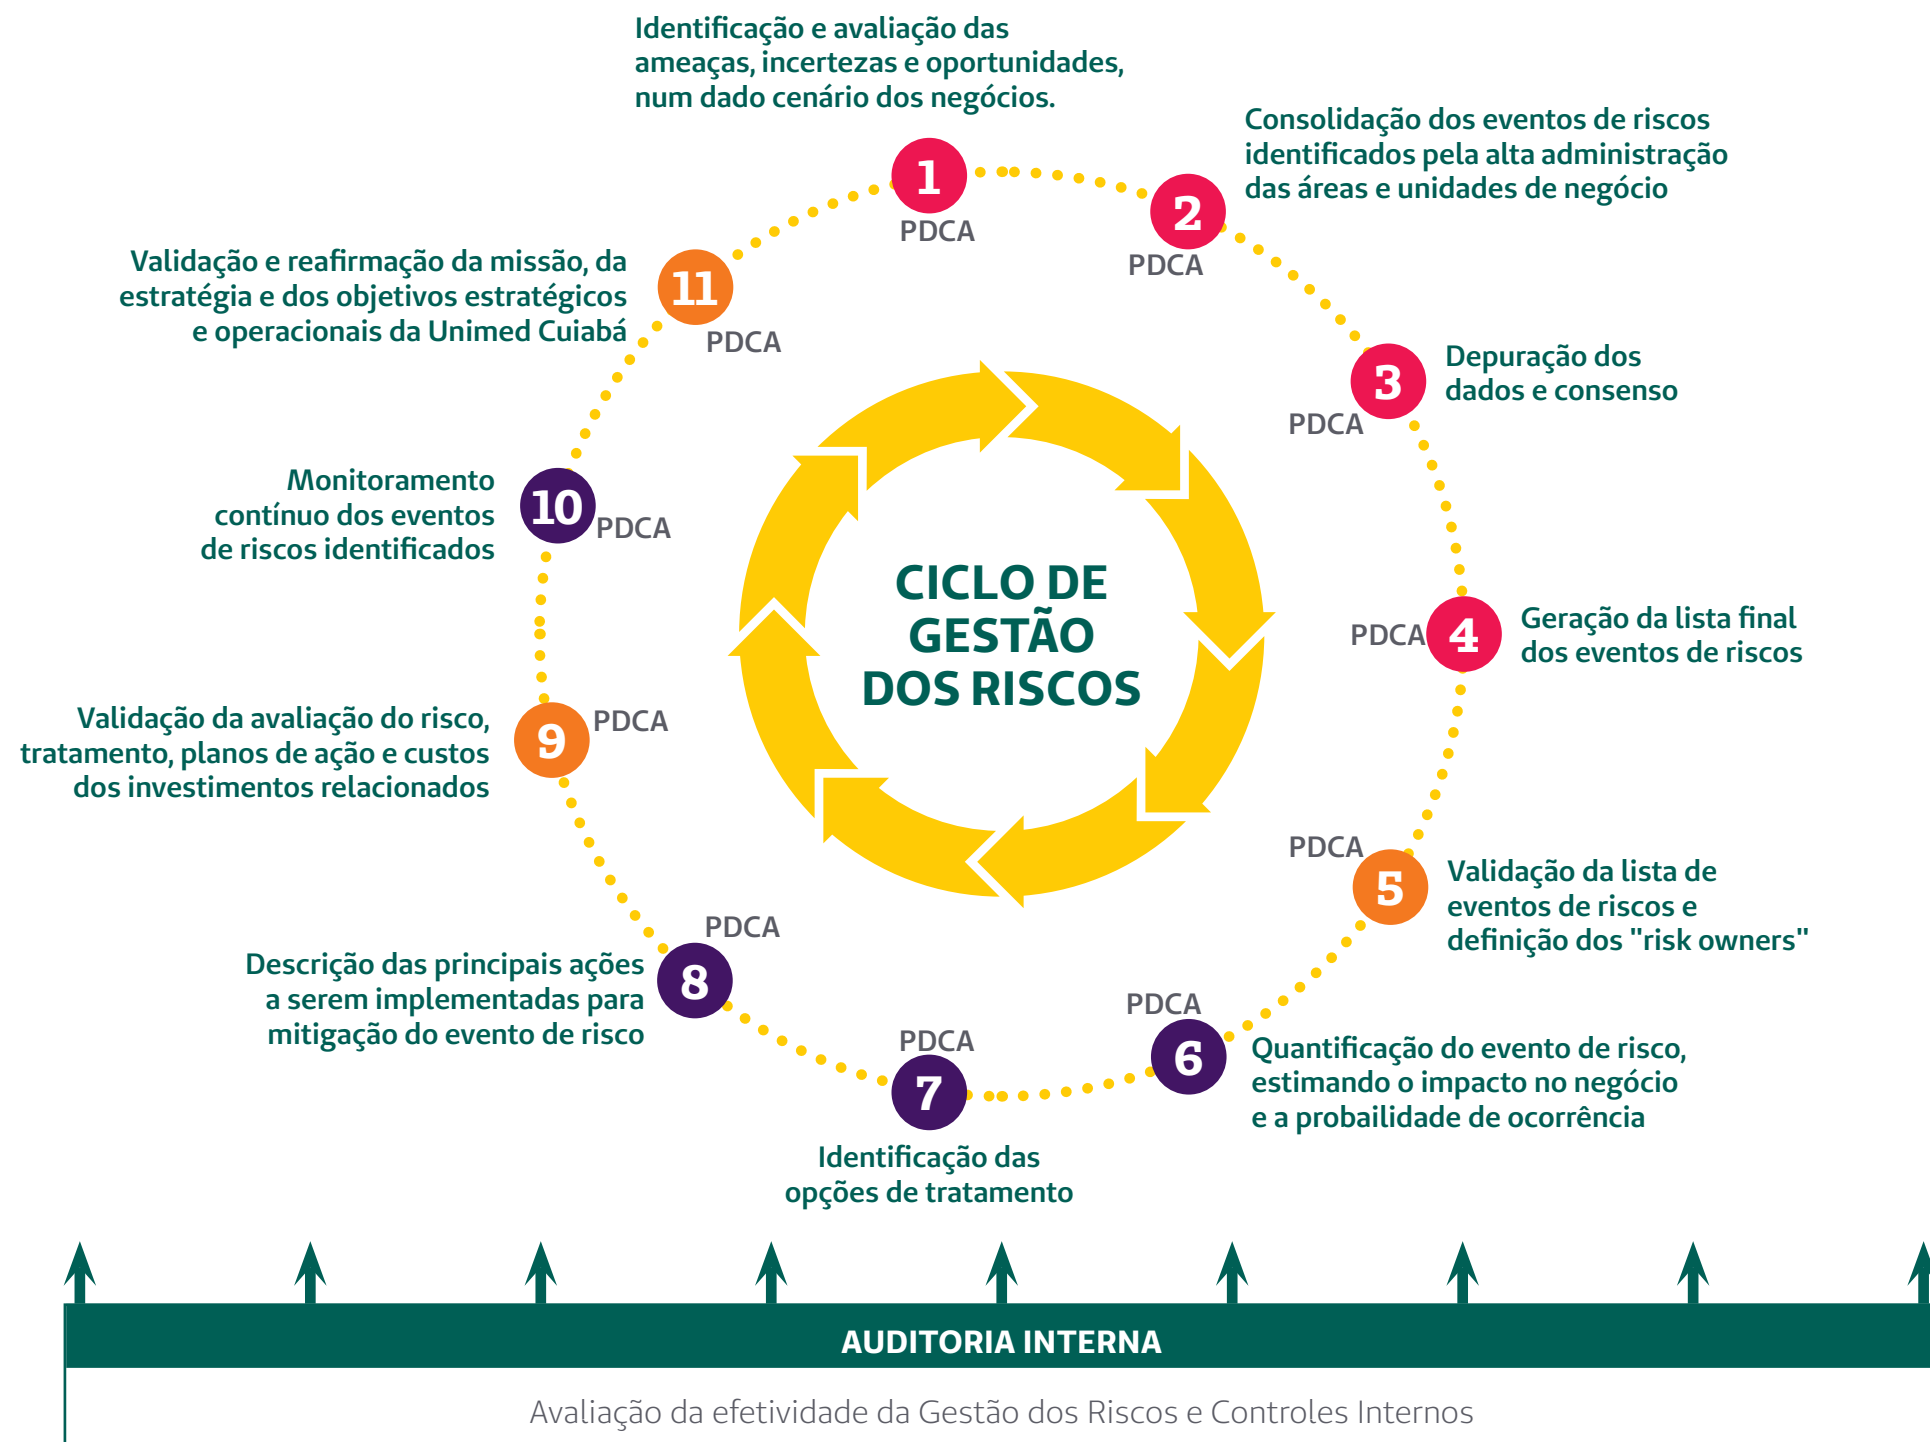 Identificação e avaliação das
ameaças, incertezas e oportunidades,
num dado cenário dos negócios.
1
PDCA
Consolidação dos eventos de riscos
identificados pela alta administração
das áreas e unidades de negócio
2
PDCA
Depuração dos
dados e consenso
3
PDCA
Geração da lista final
dos eventos de riscos
4
PDCA
Validação da lista de
eventos de riscos e
definição dos "risk owners"
5
PDCA
Quantificação do evento de risco,
estimando o impacto no negócio
e a probailidade de ocorrência
6
PDCA
PDCA
7
Identificação das
opções de tratamento
PDCA
8
Descrição das principais ações
a serem implementadas para
mitigação do evento de risco
PDCA
9
Validação da avaliação do risco,
tratamento, planos de ação e custos
dos investimentos relacionados
10
PDCA
Monitoramento
contínuo dos eventos
de riscos identificados
11
PDCA
Validação e reafirmação da missão, da
estratégia e dos objetivos estratégicos
e operacionais da Unimed Cuiabá
CICLO DE
GESTÃO
DOS RISCOS
AUDITORIA INTERNA
Avaliação da efetividade da Gestão dos Riscos e Controles Internos